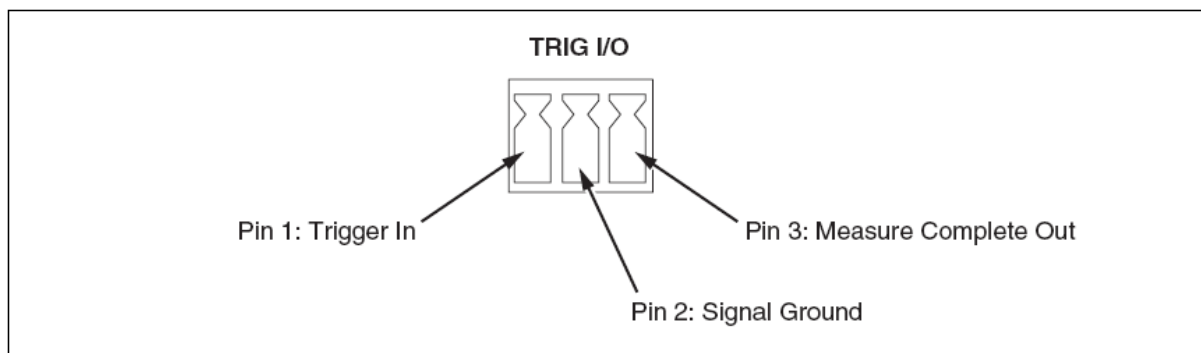 TRIG I/O
Pin 1: Trigger In
Pin 3: Measure Complete Out
Pin 2: Signal Ground